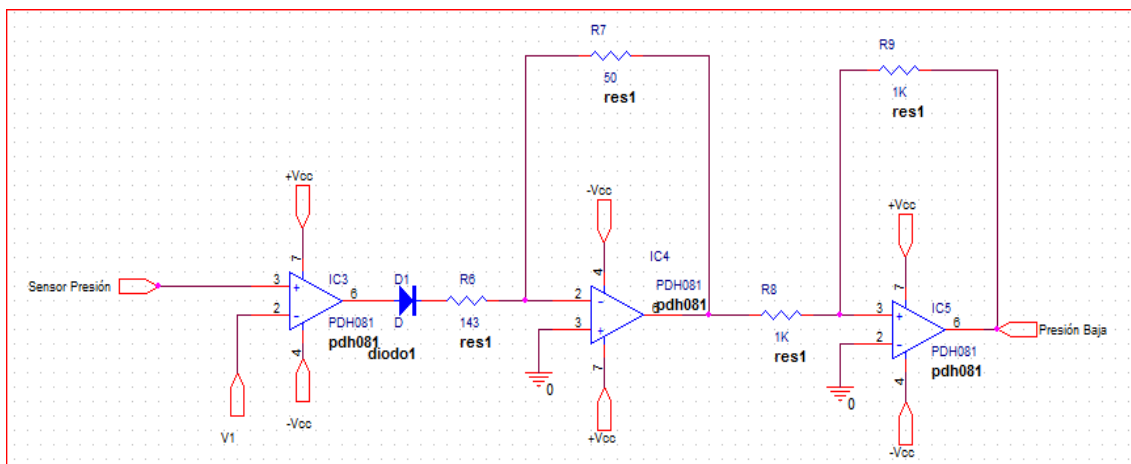 R7
50
res1
R9
1K
res1
+Vcc
-Vcc
+Vcc
7
4
7
Sensor Presión
3
+
IC3
6
D1
R6
2
-
IC4
PDH081
6
pdh081
R8
3
+
IC5
6
Presión Baja
2
-
PDH081
pdh081
D
diodo1
143
res1
3
+
1K
res1
2
-
PDH081
pdh081
4
0
7
0
4
V1
-Vcc
+Vcc
-Vcc